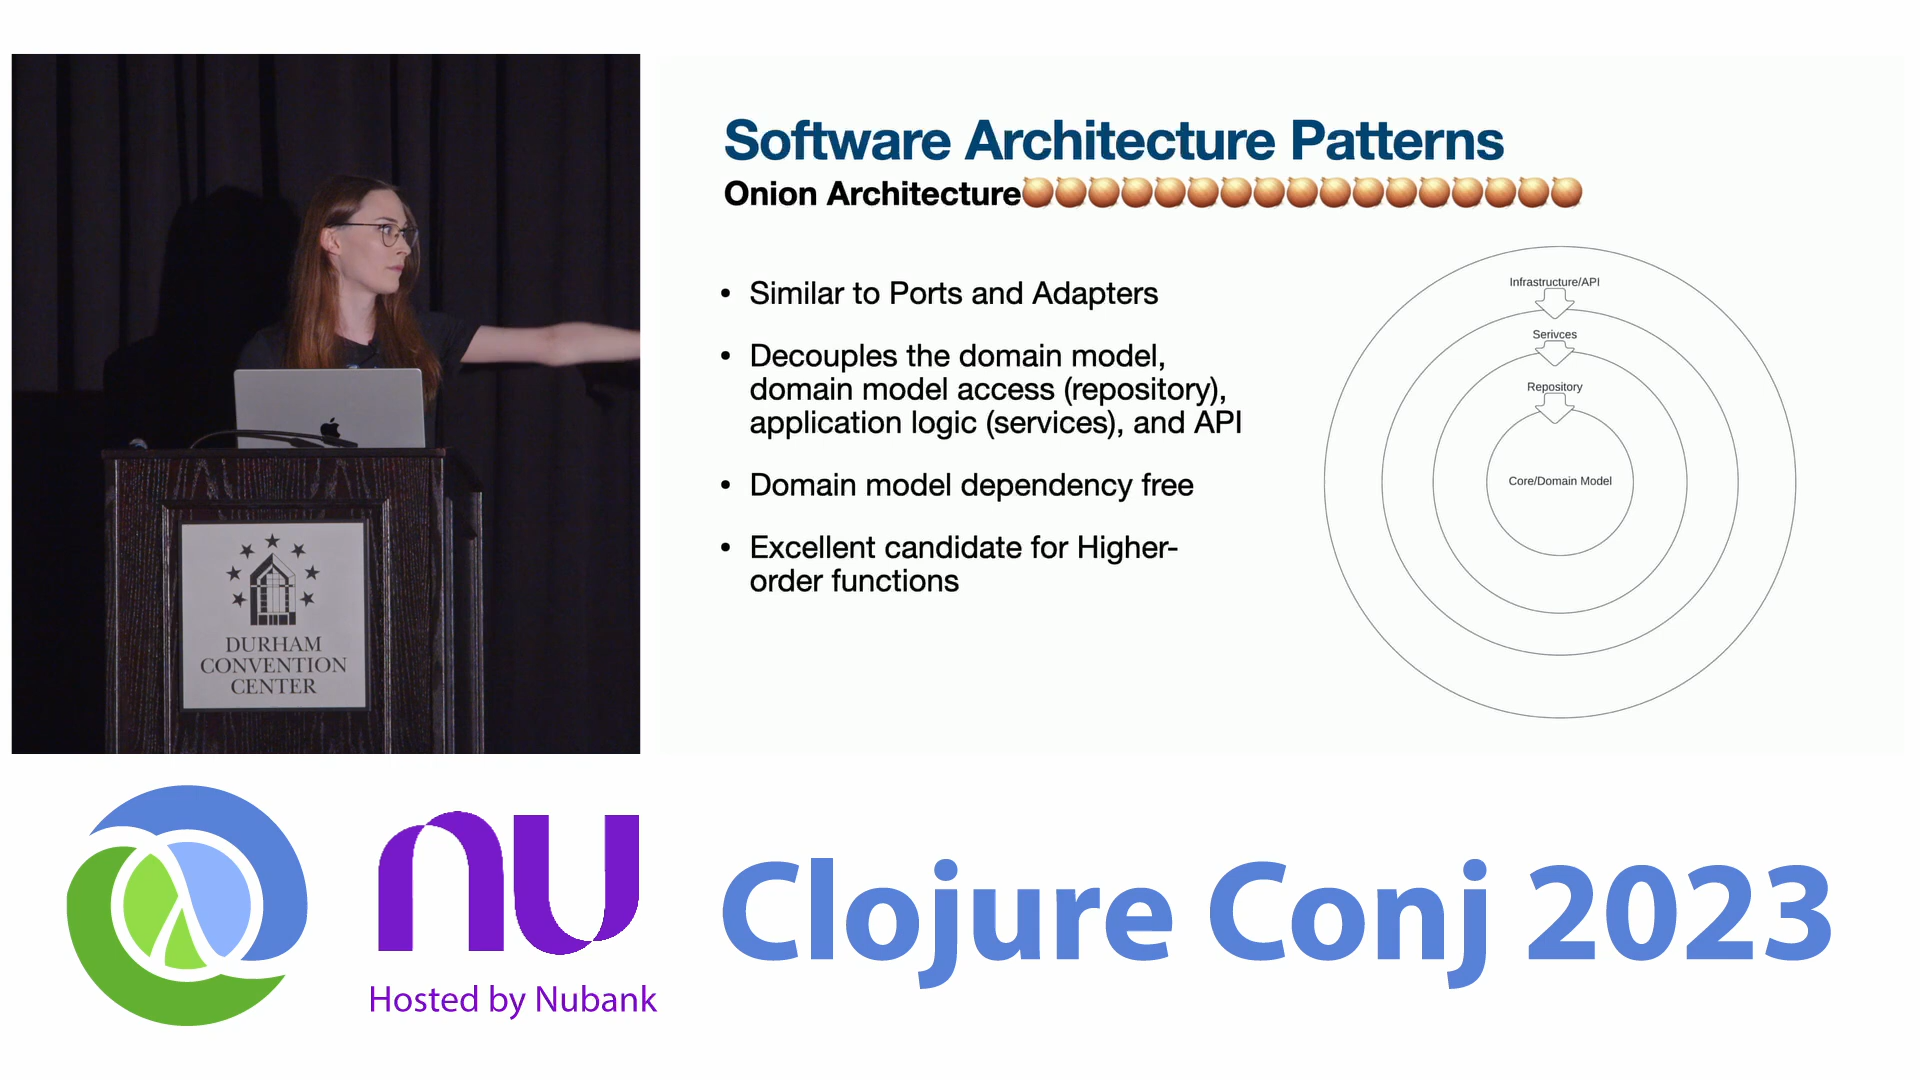 Software Architecture Patterns
Onion Architecture🧅🧅🧅🧅🧅🧅🧅🧅🧅🧅🧅🧅🧅🧅🧅🧅🧅
• Similar to Ports and Adapters
• Decouples the domain model,
domain model access (repository),
application logic (services), and API
• Domain model dependency free
• Excellent candidate for Higher-
order functions
Infrastructure/API
Serivces
Repository
Core/Domain Model
DURHAM
CONVENTION
CENTER
nu
Hosted by Nubank
Clojure Conj 2023